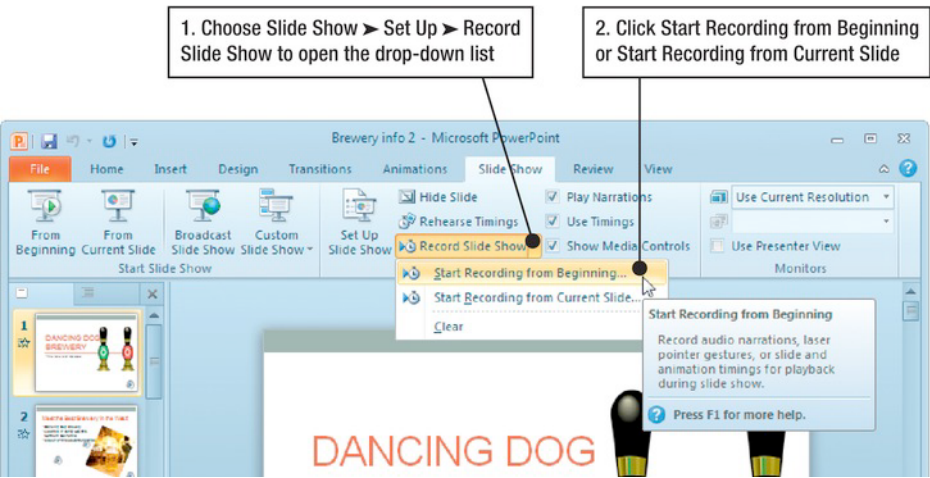 1. Choose Slide Show ➤ Set Up ➤ Record
Slide Show to open the drop-down list
2. Click Start Recording from Beginning
or Start Recording from Current Slide
Brewery info 2 - Microsoft PowerPoint
File Home Insert Design Transitions Animations Slide Show Review View
From
Beginning
From
Current Slide
Broadcast
Slide Show
Custom
Slide Show
Start Slide Show
Set Up
Slide Show
Hide Slide
Rehearse Timings
Record Slide Show
Play Narrations
Use Timings
Show Media Controls
Use Current Resolution
Use Presenter View
Monitors
Start Recording from Beginning...
Start Recording from Current Slide...
Clear
Start Recording from Beginning
Record audio narrations, laser
pointer gestures, or slide and
animation timings for playback
during slide show.
Press F1 for more help.
1
DANCING DOG
BREWERY
2
DANCING DOG